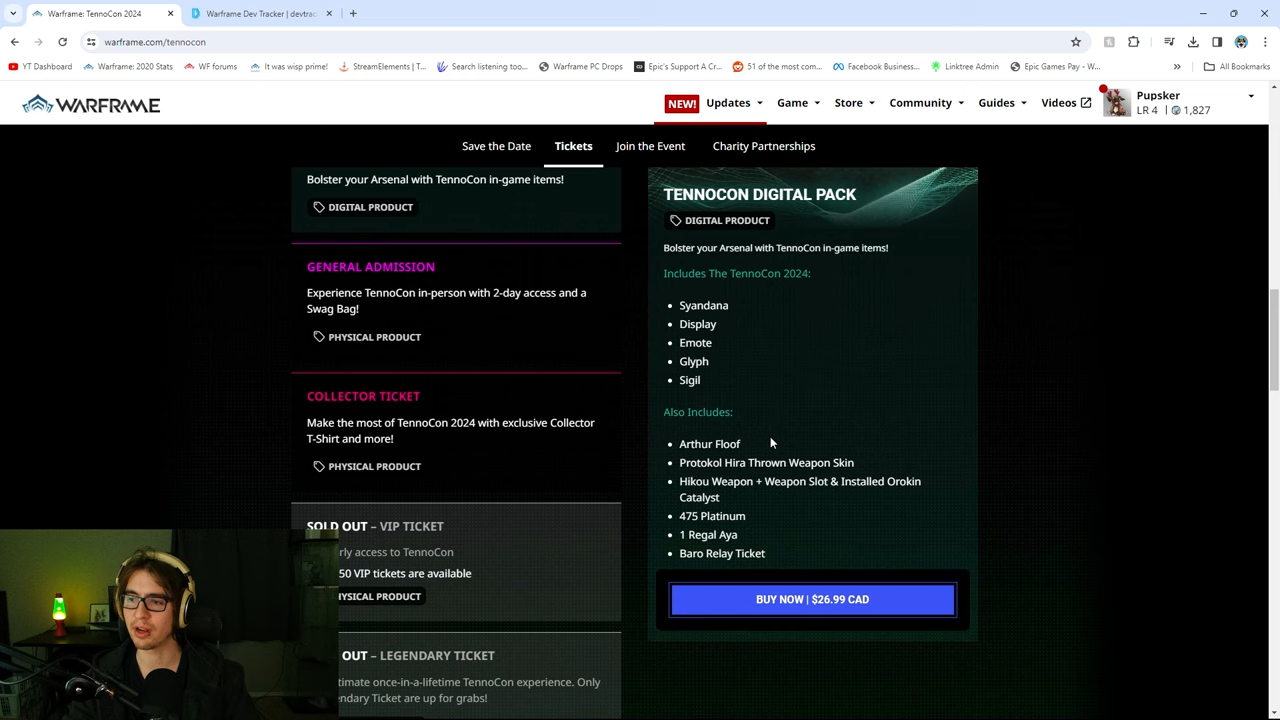 Warframe: TennoCon 2024
Warframe Dev Tracker | devtrac
warframe.com/tennocon
YT Dashboard
Warframe: 2020 Stats
WF forums
It was wisp prime!
StreamElements | T...
Search listening too...
Warframe PC Drops
Epic's Support A Cr...
51 of the most com...
Facebook Business...
Linktree Admin
Epic Games Pay - W...
All Bookmarks
WARFRAME
NEW! Updates
Game
Store
Community
Guides
Videos
Pupsker
LR 4 | 1,827
Save the Date
Tickets
Join the Event
Charity Partnerships
Bolster your Arsenal with TennoCon in-game items!
DIGITAL PRODUCT
GENERAL ADMISSION
Experience TennoCon in-person with 2-day access and a
Swag Bag!
PHYSICAL PRODUCT
COLLECTOR TICKET
Make the most of TennoCon 2024 with exclusive Collector
T-Shirt and more!
PHYSICAL PRODUCT
SOLD OUT – VIP TICKET
rly access to TennoCon
50 VIP tickets are available
HYSICAL PRODUCT
OUT – LEGENDARY TICKET
timate once-in-a-lifetime TennoCon experience. Only
endary Ticket are up for grabs!
TENNOCON DIGITAL PACK
DIGITAL PRODUCT
Bolster your Arsenal with TennoCon in-game items!
Includes The TennoCon 2024:
Syandana
Display
Emote
Glyph
Sigil
Also Includes:
Arthur Floof
Protokol Hira Thrown Weapon Skin
Hikou Weapon + Weapon Slot & Installed Orokin
Catalyst
475 Platinum
1 Regal Aya
Baro Relay Ticket
BUY NOW | $26.99 CAD